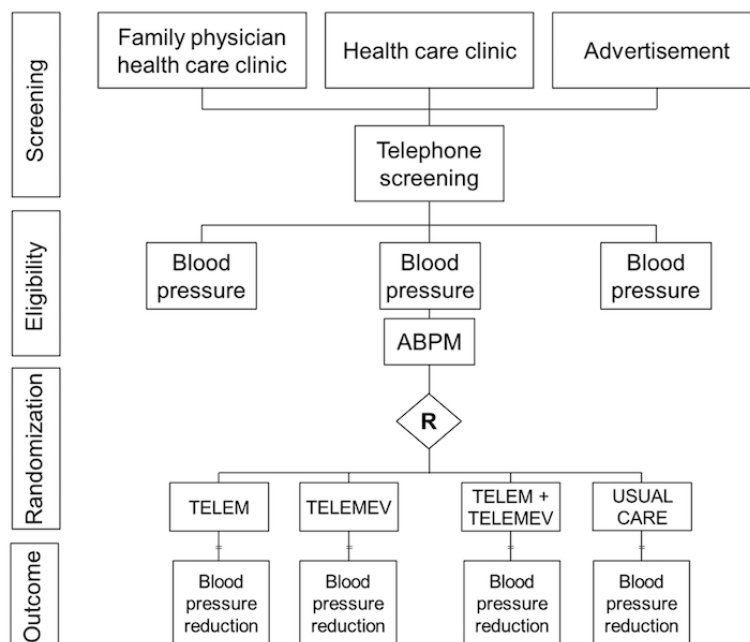 Screening
Family physician
health care clinic
Health care clinic
Advertisement
Telephone
screening
Eligibility
Blood
pressure
Blood
pressure
Blood
pressure
ABPM
Randomization
R
TELEM
TELEMEV
TELEM +
TELEMEV
USUAL
CARE
Outcome
Blood
pressure
reduction
Blood
pressure
reduction
Blood
pressure
reduction
Blood
pressure
reduction